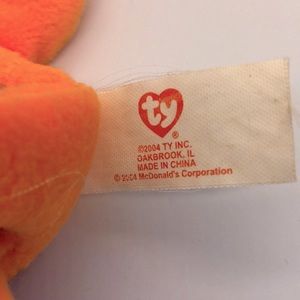 ty®
©2004 TY INC.
OAKBROOK, IL
MADE IN CHINA
© 2004 McDonald's Corporation